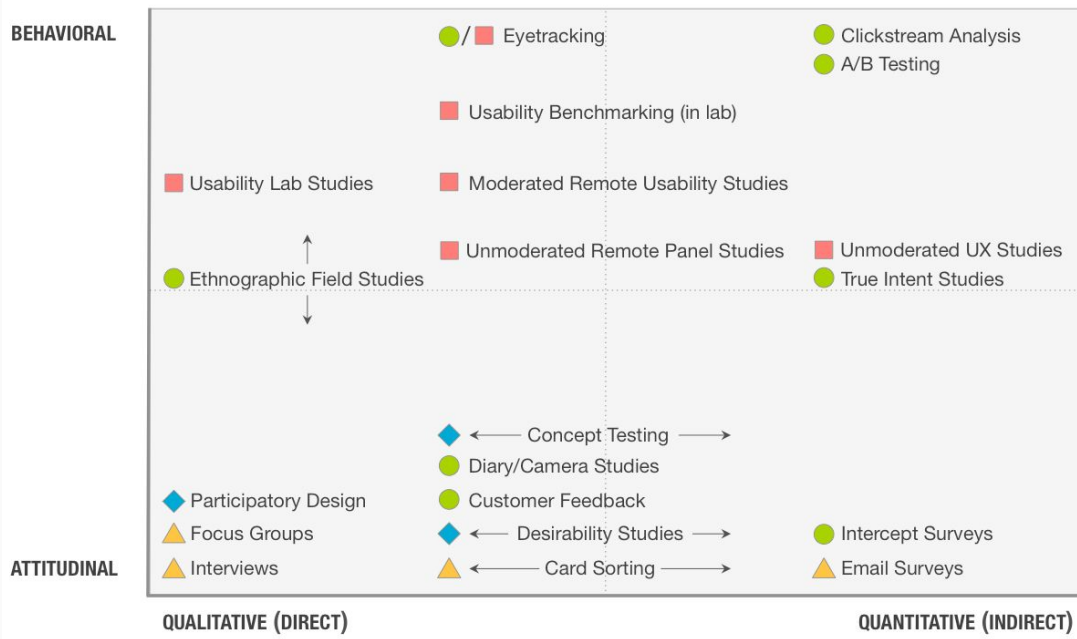 BEHAVIORAL
/ Eyetracking
Clickstream Analysis
A/B Testing
Usability Benchmarking (in lab)
Usability Lab Studies
Moderated Remote Usability Studies
Unmoderated Remote Panel Studies
Unmoderated UX Studies
Ethnographic Field Studies
True Intent Studies
Concept Testing
Diary/Camera Studies
Participatory Design
Customer Feedback
Focus Groups
Desirability Studies
Intercept Surveys
ATTITUDINAL
Interviews
Card Sorting
Email Surveys
QUALITATIVE (DIRECT)
QUANTITATIVE (INDIRECT)